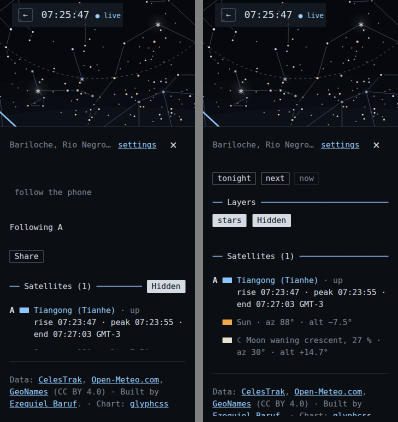 ← 07:25:47 ● live
Bariloche, Rio Negro… settings ×
follow the phone
Following A
Share
Satellites (1) Hidden
A Tiangong (Tianhe) · up
rise 07:23:47 · peak 07:23:55 ·
end 07:27:03 GMT-3
Data: CelesTrak, Open-Meteo.com,
GeoNames (CC BY 4.0) · Built by
Ezequiel Baruf. · Chart: glyphcss
← 07:25:47 ● live
Bariloche, Rio Negro… settings ×
tonight next now
Layers
stars Hidden
Satellites (1)
A Tiangong (Tianhe) · up
rise 07:23:47 · peak 07:23:55 ·
end 07:27:03 GMT-3
Sun · az 88° · alt −7.5°
☾ Moon waning crescent, 27 % ·
az 30° · alt +14.7°
Data: CelesTrak, Open-Meteo.com,
GeoNames (CC BY 4.0) · Built by
Ezequiel Baruf. · Chart: glyphcss